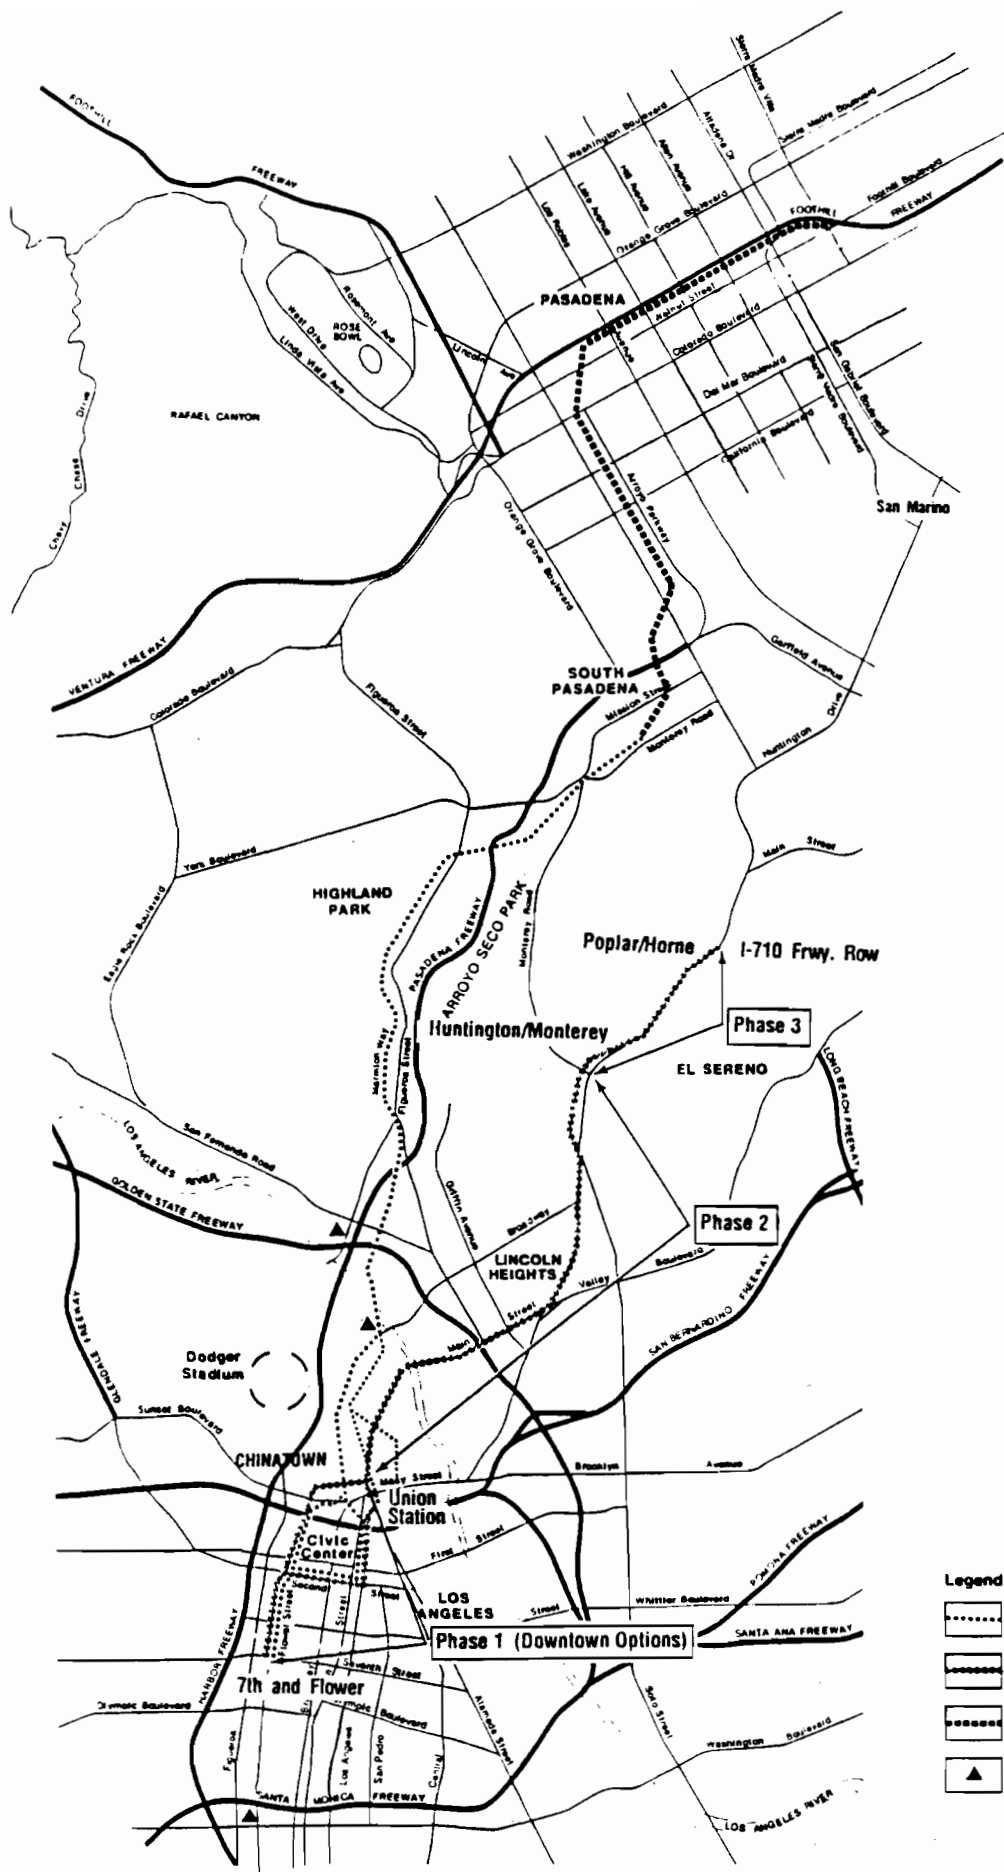 Sierra Madre Villa
FOOTHILL
FREEWAY
Washington Boulevard
Altadena Dr
Sierra Madre Boulevard
Allen Avenue
Hill Avenue
Lake Avenue
Los Robles
Orange Grove Boulevard
FOOTHILL
FREEWAY
Foothill Boulevard
PASADENA
Walnut Street
Avenue
Colorado Boulevard
Rosemont Ave
ROSE
BOWL
West Drive
Linda Vista Ave
Lincoln Ave
Del Mar Boulevard
San Gabriel Boulevard
Sierra Madre Boulevard
California Boulevard
RAFAEL CANYON
Chevy Chase Drive
Arroyo Parkway
San Marino
Orange Grove Boulevard
VENTURA FREEWAY
Colorado Boulevard
Figueroa Street
SOUTH
PASADENA
Garfield Avenue
Mission Street
Monterey Road
Huntington Drive
Main Street
York Boulevard
Eagle Rock Boulevard
HIGHLAND
PARK
PASADENA FREEWAY
ARROYO SECO PARK
Monterey Road
Poplar/Horne
I-710 Frwy. Row
Phase 3
Huntington/Monterey
EL SERENO
LONG BEACH FREEWAY
Marmion Way
Figueroa Street
San Fernando Road
LOS ANGELES RIVER
GOLDEN STATE FREEWAY
Griffin Avenue
Broadway
LINCOLN
HEIGHTS
Phase 2
Valley Boulevard
Main Street
SAN BERNARDINO FREEWAY
GLENDALE FREEWAY
Dodger
Stadium
Sunset Boulevard
CHINATOWN
Macy Street
Brooklyn Avenue
Union
Station
Civic
Center
First Street
Second Street
POMONA FREEWAY
LOS
ANGELES
Street
Whittier Boulevard
SANTA ANA FREEWAY
Phase 1 (Downtown Options)
Flower Street
Street
HARBOR FREEWAY
Seventh Street
7th and Flower
Olympic Boulevard
Olympic Boulevard
Alameda Street
Soto Street
Washington Boulevard
Figueroa
Los Angeles
San Pedro
Central
SANTA MONICA FREEWAY
LOS ANGELES RIVER
Legend